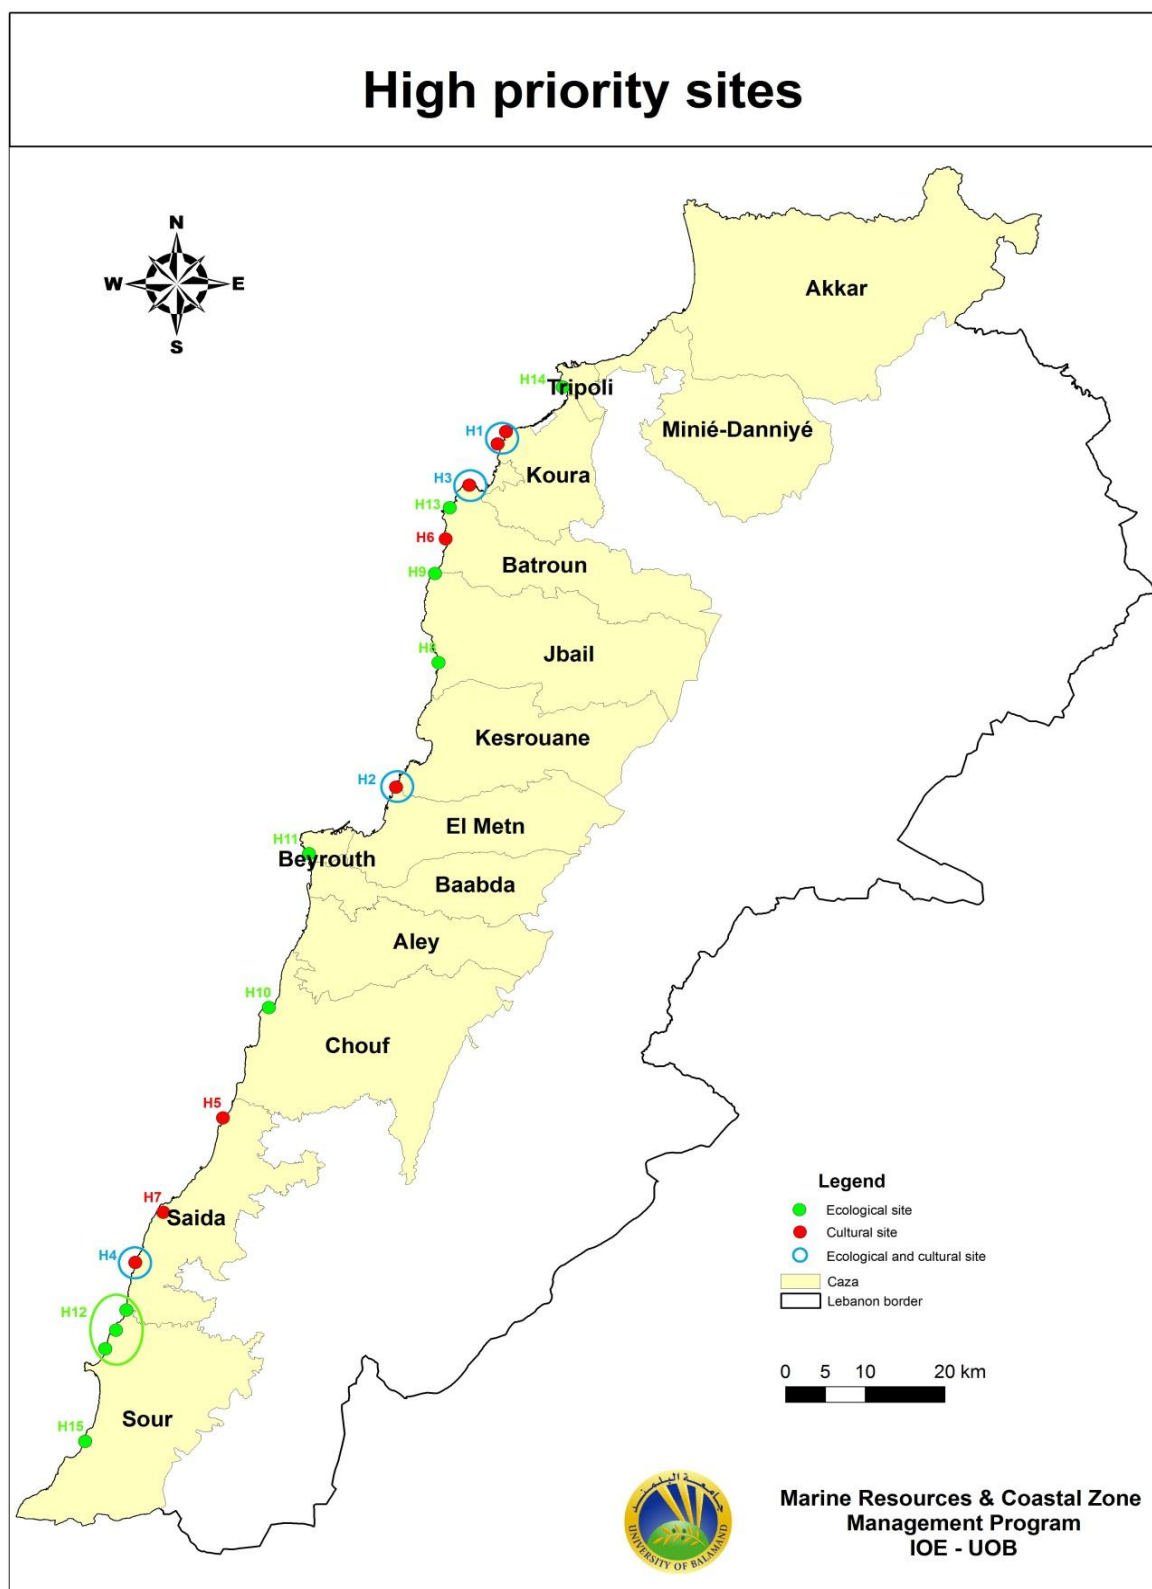 High priority sites
N
W
E
S
Akkar
H14
Tripoli
Minié-Danniyé
H1
Koura
H3
H13
H6
Batroun
H9
Jbail
H8
Kesrouane
H2
El Metn
H11
Beyrouth
Baabda
Aley
H10
Chouf
H5
H7
Saida
H4
H12
Sour
H15
Legend
Ecological site
Cultural site
Ecological and cultural site
Caza
Lebanon border
0 5 10 20 km
جامعة البلمند
UNIVERSITY OF BALAMAND
Marine Resources & Coastal Zone
Management Program
IOE - UOB